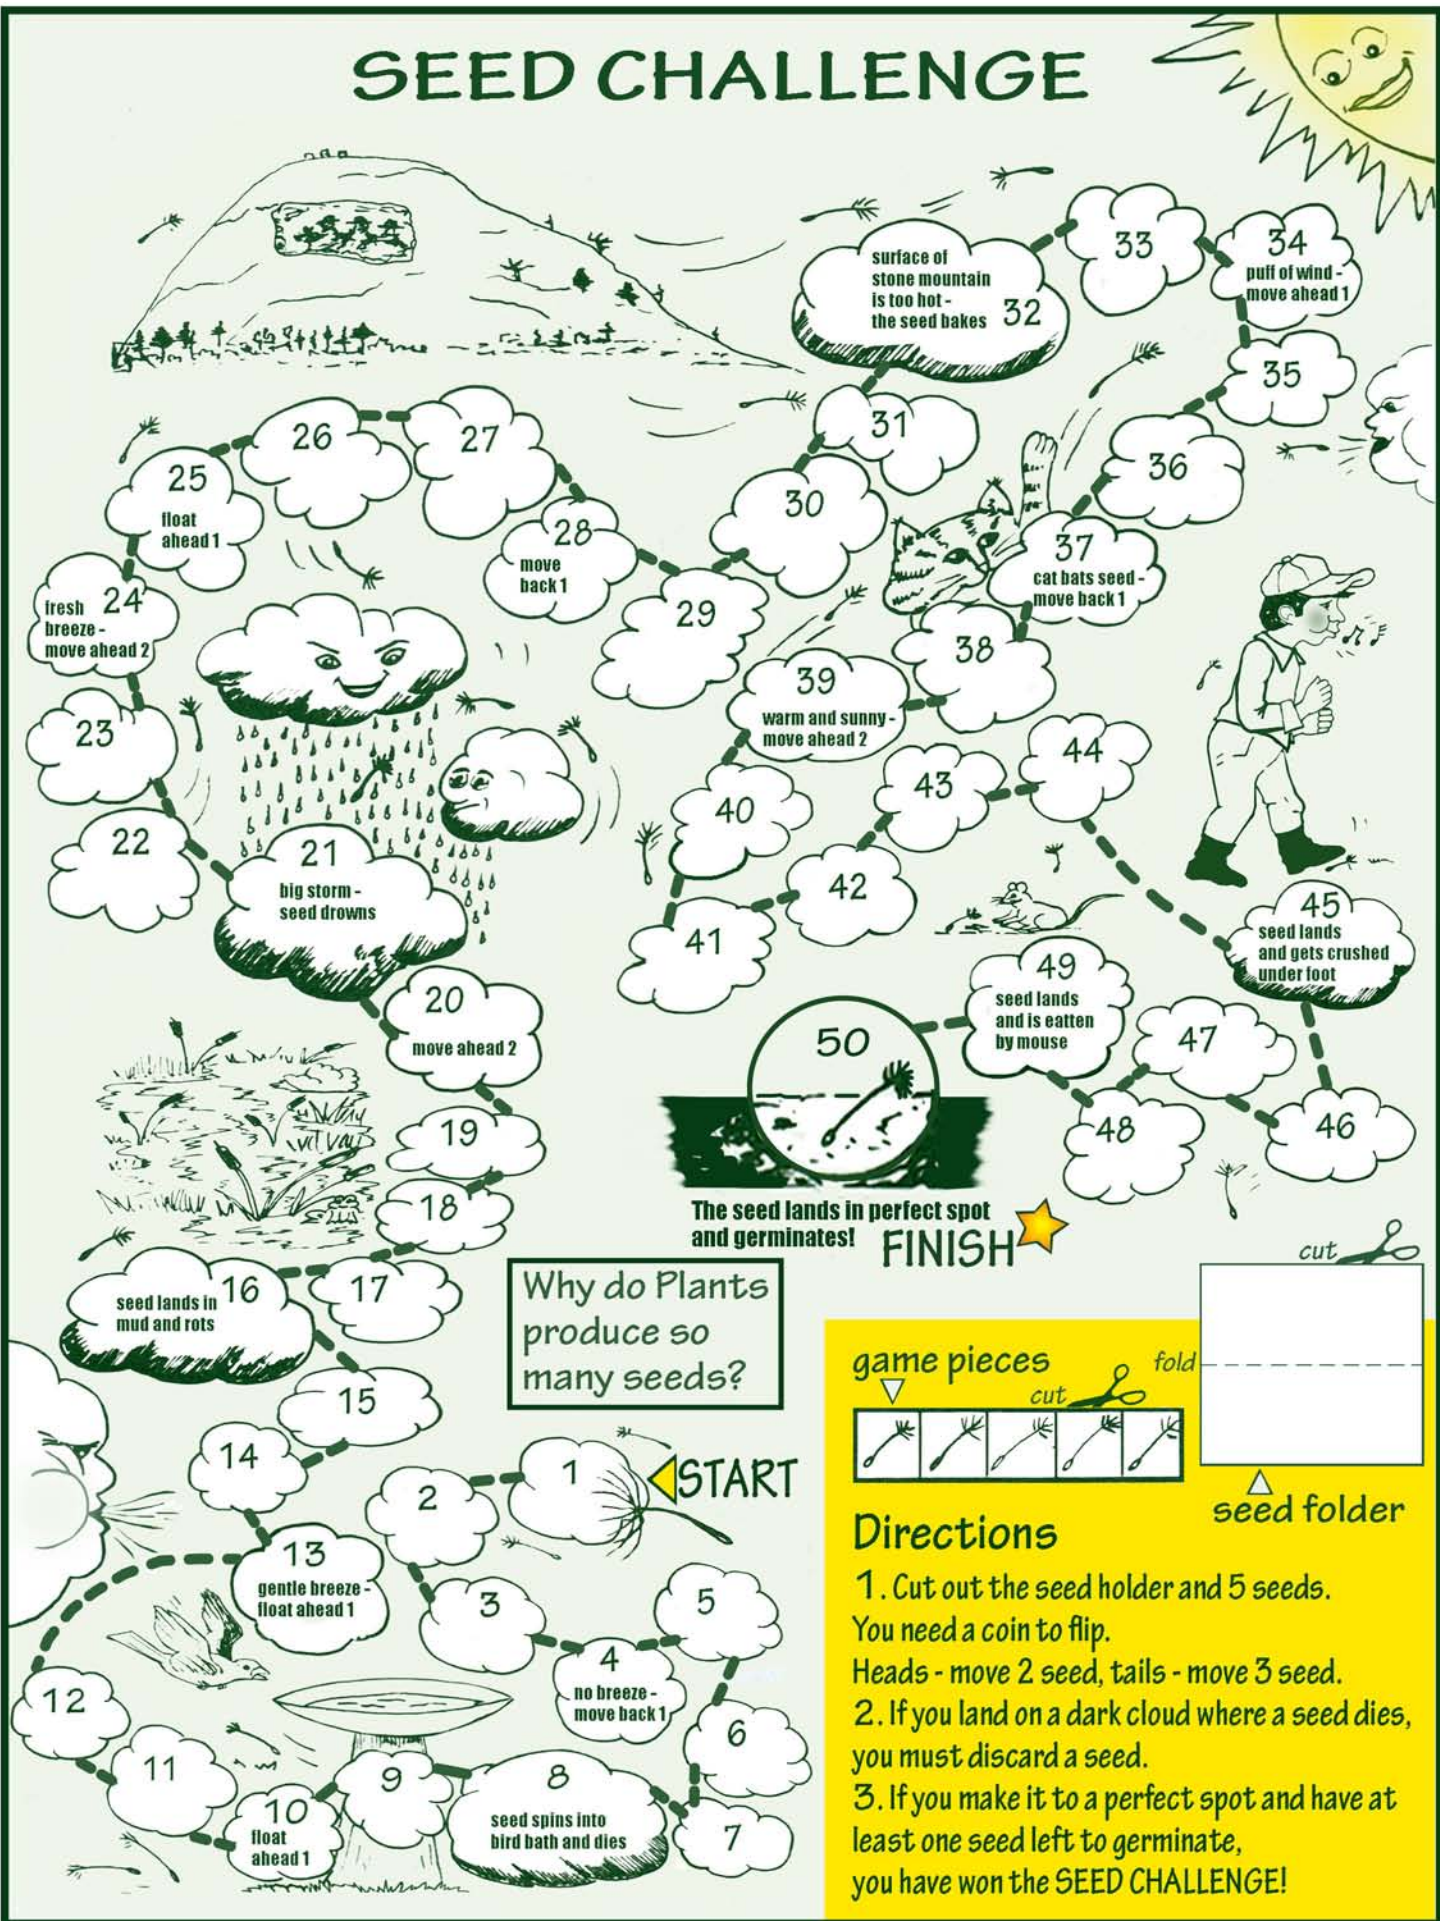 SEED CHALLENGE
1
START
2
3
4
no breeze -
move back 1
5
6
7
8
seed spins into
bird bath and dies
9
10
float
ahead 1
11
12
13
gentle breeze -
float ahead 1
14
15
16
seed lands in
mud and rots
17
18
19
20
move ahead 2
21
big storm -
seed drowns
22
23
24
fresh
breeze -
move ahead 2
25
float
ahead 1
26
27
28
move
back 1
29
30
31
surface of
stone mountain
is too hot -
the seed bakes
32
33
34
puff of wind -
move ahead 1
35
36
37
cat bats seed -
move back 1
38
39
warm and sunny -
move ahead 2
40
41
42
43
44
45
seed lands
and gets crushed
under foot
46
47
48
49
seed lands
and is eatten
by mouse
50
The seed lands in perfect spot
and germinates!
FINISH
Why do Plants
produce so
many seeds?
cut
game pieces
cut
fold
seed folder
Directions
1. Cut out the seed holder and 5 seeds.
You need a coin to flip.
Heads - move 2 seed, tails - move 3 seed.
2. If you land on a dark cloud where a seed dies,
you must discard a seed.
3. If you make it to a perfect spot and have at
least one seed left to germinate,
you have won the SEED CHALLENGE!